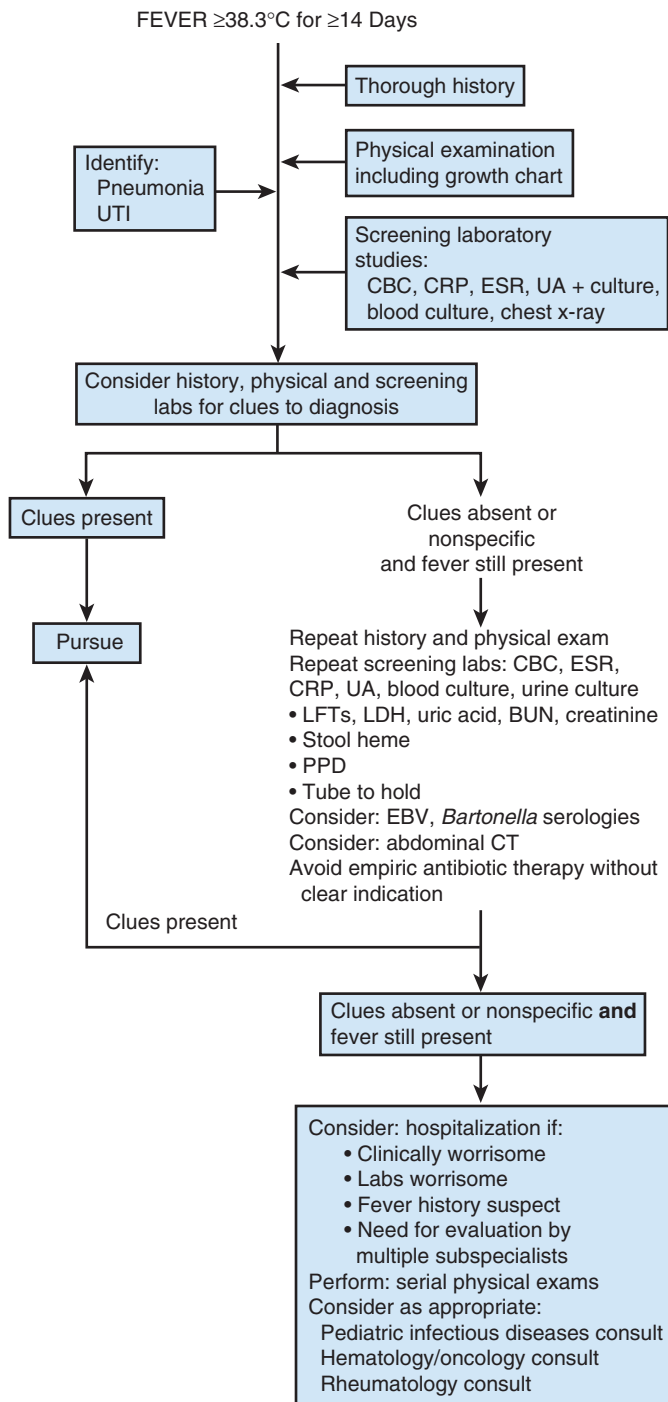 FEVER ≥38.3°C for ≥14 Days
Thorough history
Identify:
Pneumonia
UTI
Physical examination
including growth chart
Screening laboratory
studies:
CBC, CRP, ESR, UA + culture,
blood culture, chest x-ray
Consider history, physical and screening
labs for clues to diagnosis
Clues present
Clues absent or
nonspecific
and fever still present
Pursue
Repeat history and physical exam
Repeat screening labs: CBC, ESR,
CRP, UA, blood culture, urine culture
• LFTs, LDH, uric acid, BUN, creatinine
• Stool heme
• PPD
• Tube to hold
Consider: EBV, Bartonella serologies
Consider: abdominal CT
Avoid empiric antibiotic therapy without
clear indication
Clues present
Clues absent or nonspecific and
fever still present
Consider: hospitalization if:
• Clinically worrisome
• Labs worrisome
• Fever history suspect
• Need for evaluation by
multiple subspecialists
Perform: serial physical exams
Consider as appropriate:
Pediatric infectious diseases consult
Hematology/oncology consult
Rheumatology consult